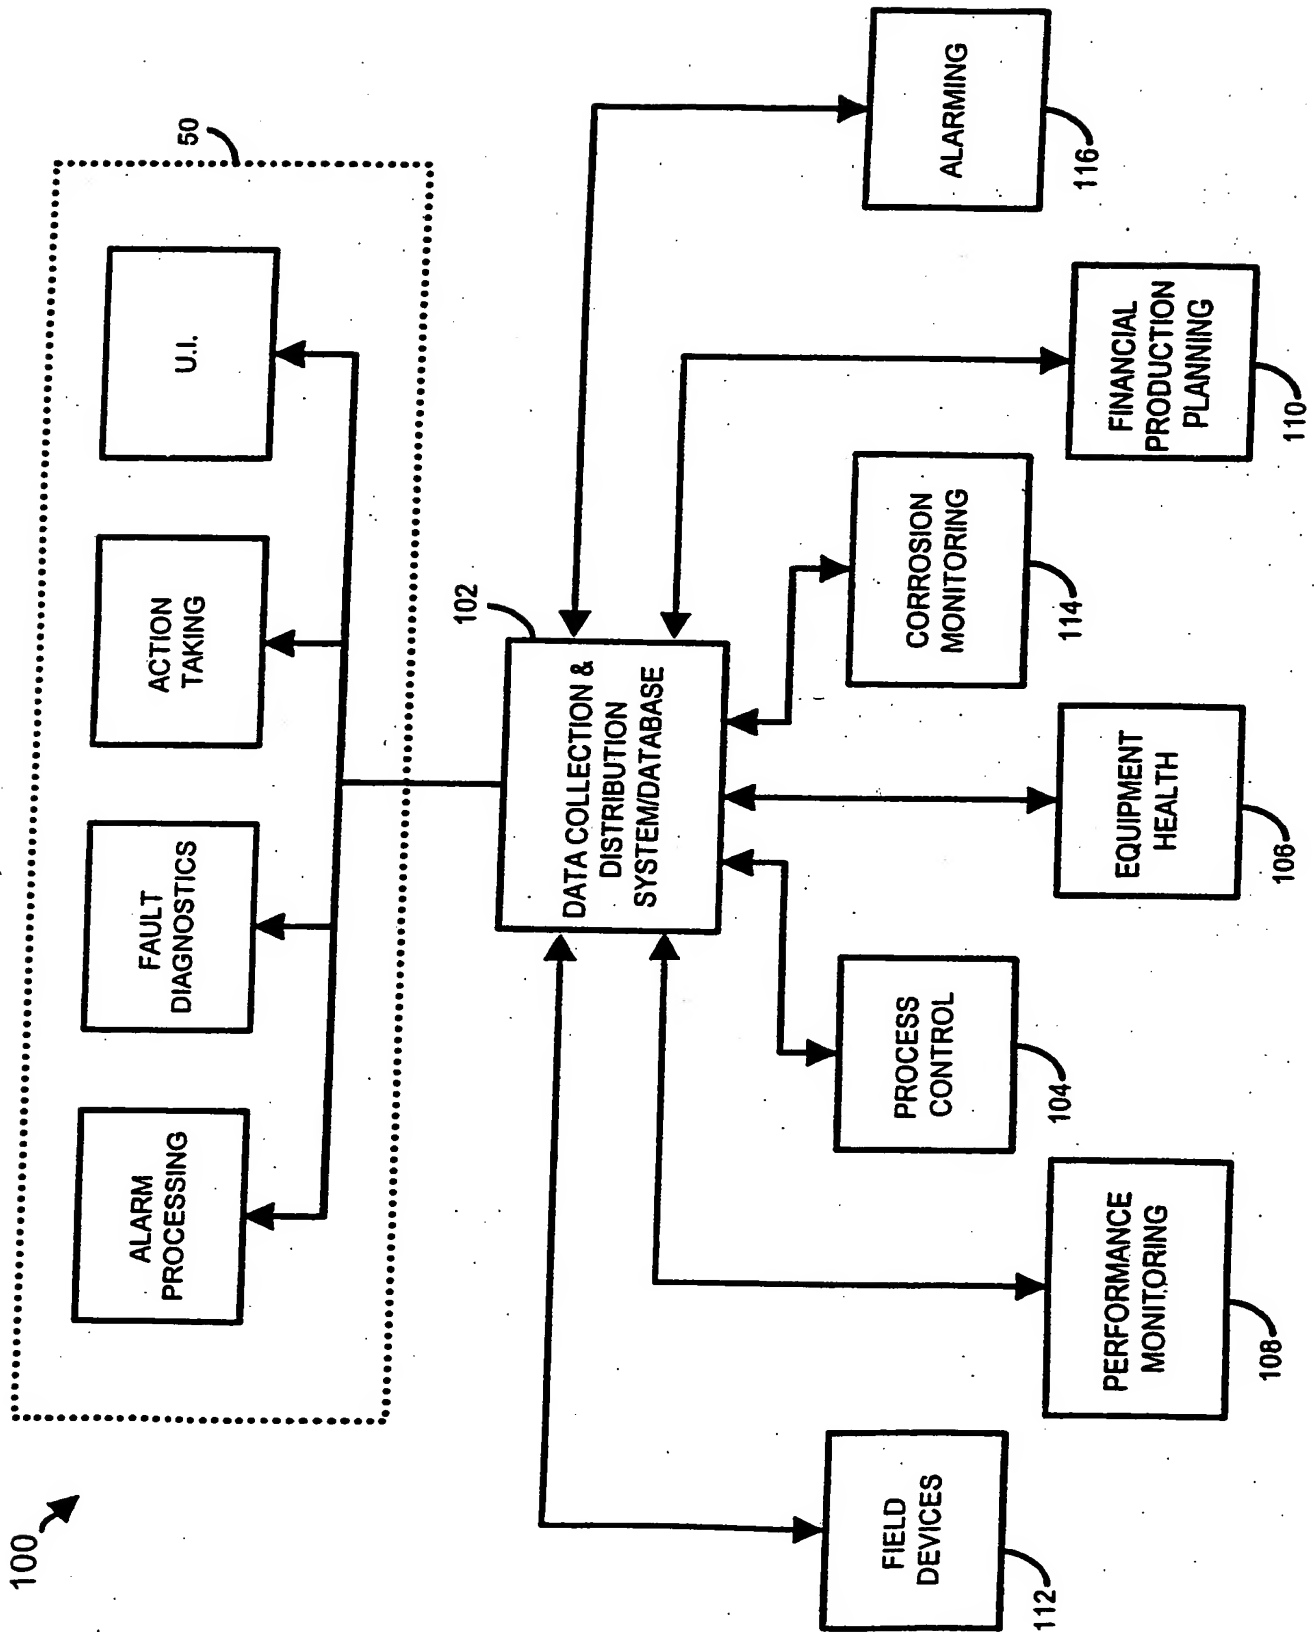 100
50
ALARM
PROCESSING
FAULT
DIAGNOSTICS
ACTION
TAKING
U.I.
102
DATA COLLECTION &
DISTRIBUTION
SYSTEM/DATABASE
FIELD
DEVICES
112
PERFORMANCE
MONITORING
108
PROCESS
CONTROL
104
EQUIPMENT
HEALTH
106
CORROSION
MONITORING
114
FINANCIAL
PRODUCTION
PLANNING
110
ALARMING
116